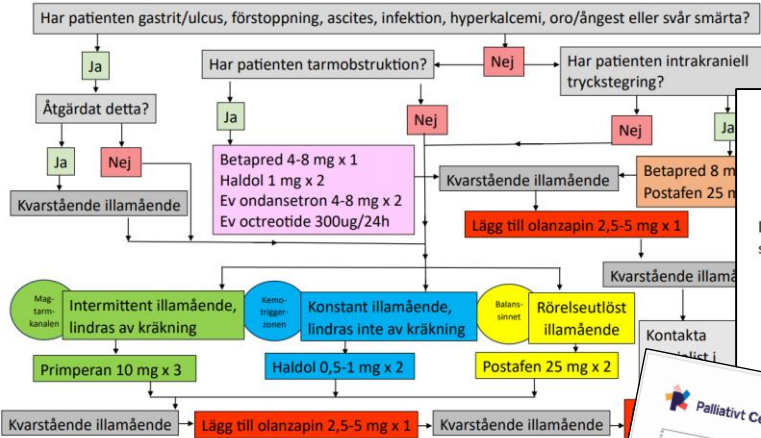 Har patienten gastrit/ulcus, förstoppning, ascites, infektion, hyperkalcemi, oro/ångest eller svår smärta?
Ja
Har patienten tarmobstruktion?
Nej
Har patienten intrakraniell
tryckstegring?
Åtgärdat detta?
Ja
Nej
Nej
Ja
Ja
Nej
Betapred 4-8 mg x 1
Haldol 1 mg x 2
Ev ondansetron 4-8 mg x 2
Ev octreotide 300ug/24h
Kvarstående illamående
Betapred 8
Postafen 25
Kvarstående illamående
Lägg till olanzapin 2,5-5 mg x 1
Kvarstående
Mag-
tarm-
kanalen
Intermittent illamående,
lindras av kräkning
Kemo-
trigger-
zonen
Konstant illamående,
lindras inte av kräkning
Balans-
sinnet
Rörelseutlöst
illamående
Kontakta
Primperan 10 mg x 3
Haldol 0,5-1 mg x 2
Postafen 25 mg x 2
Palliativt
Kvarstående illamående
Lägg till olanzapin 2,5-5 mg x 1
Kvarstående illamående